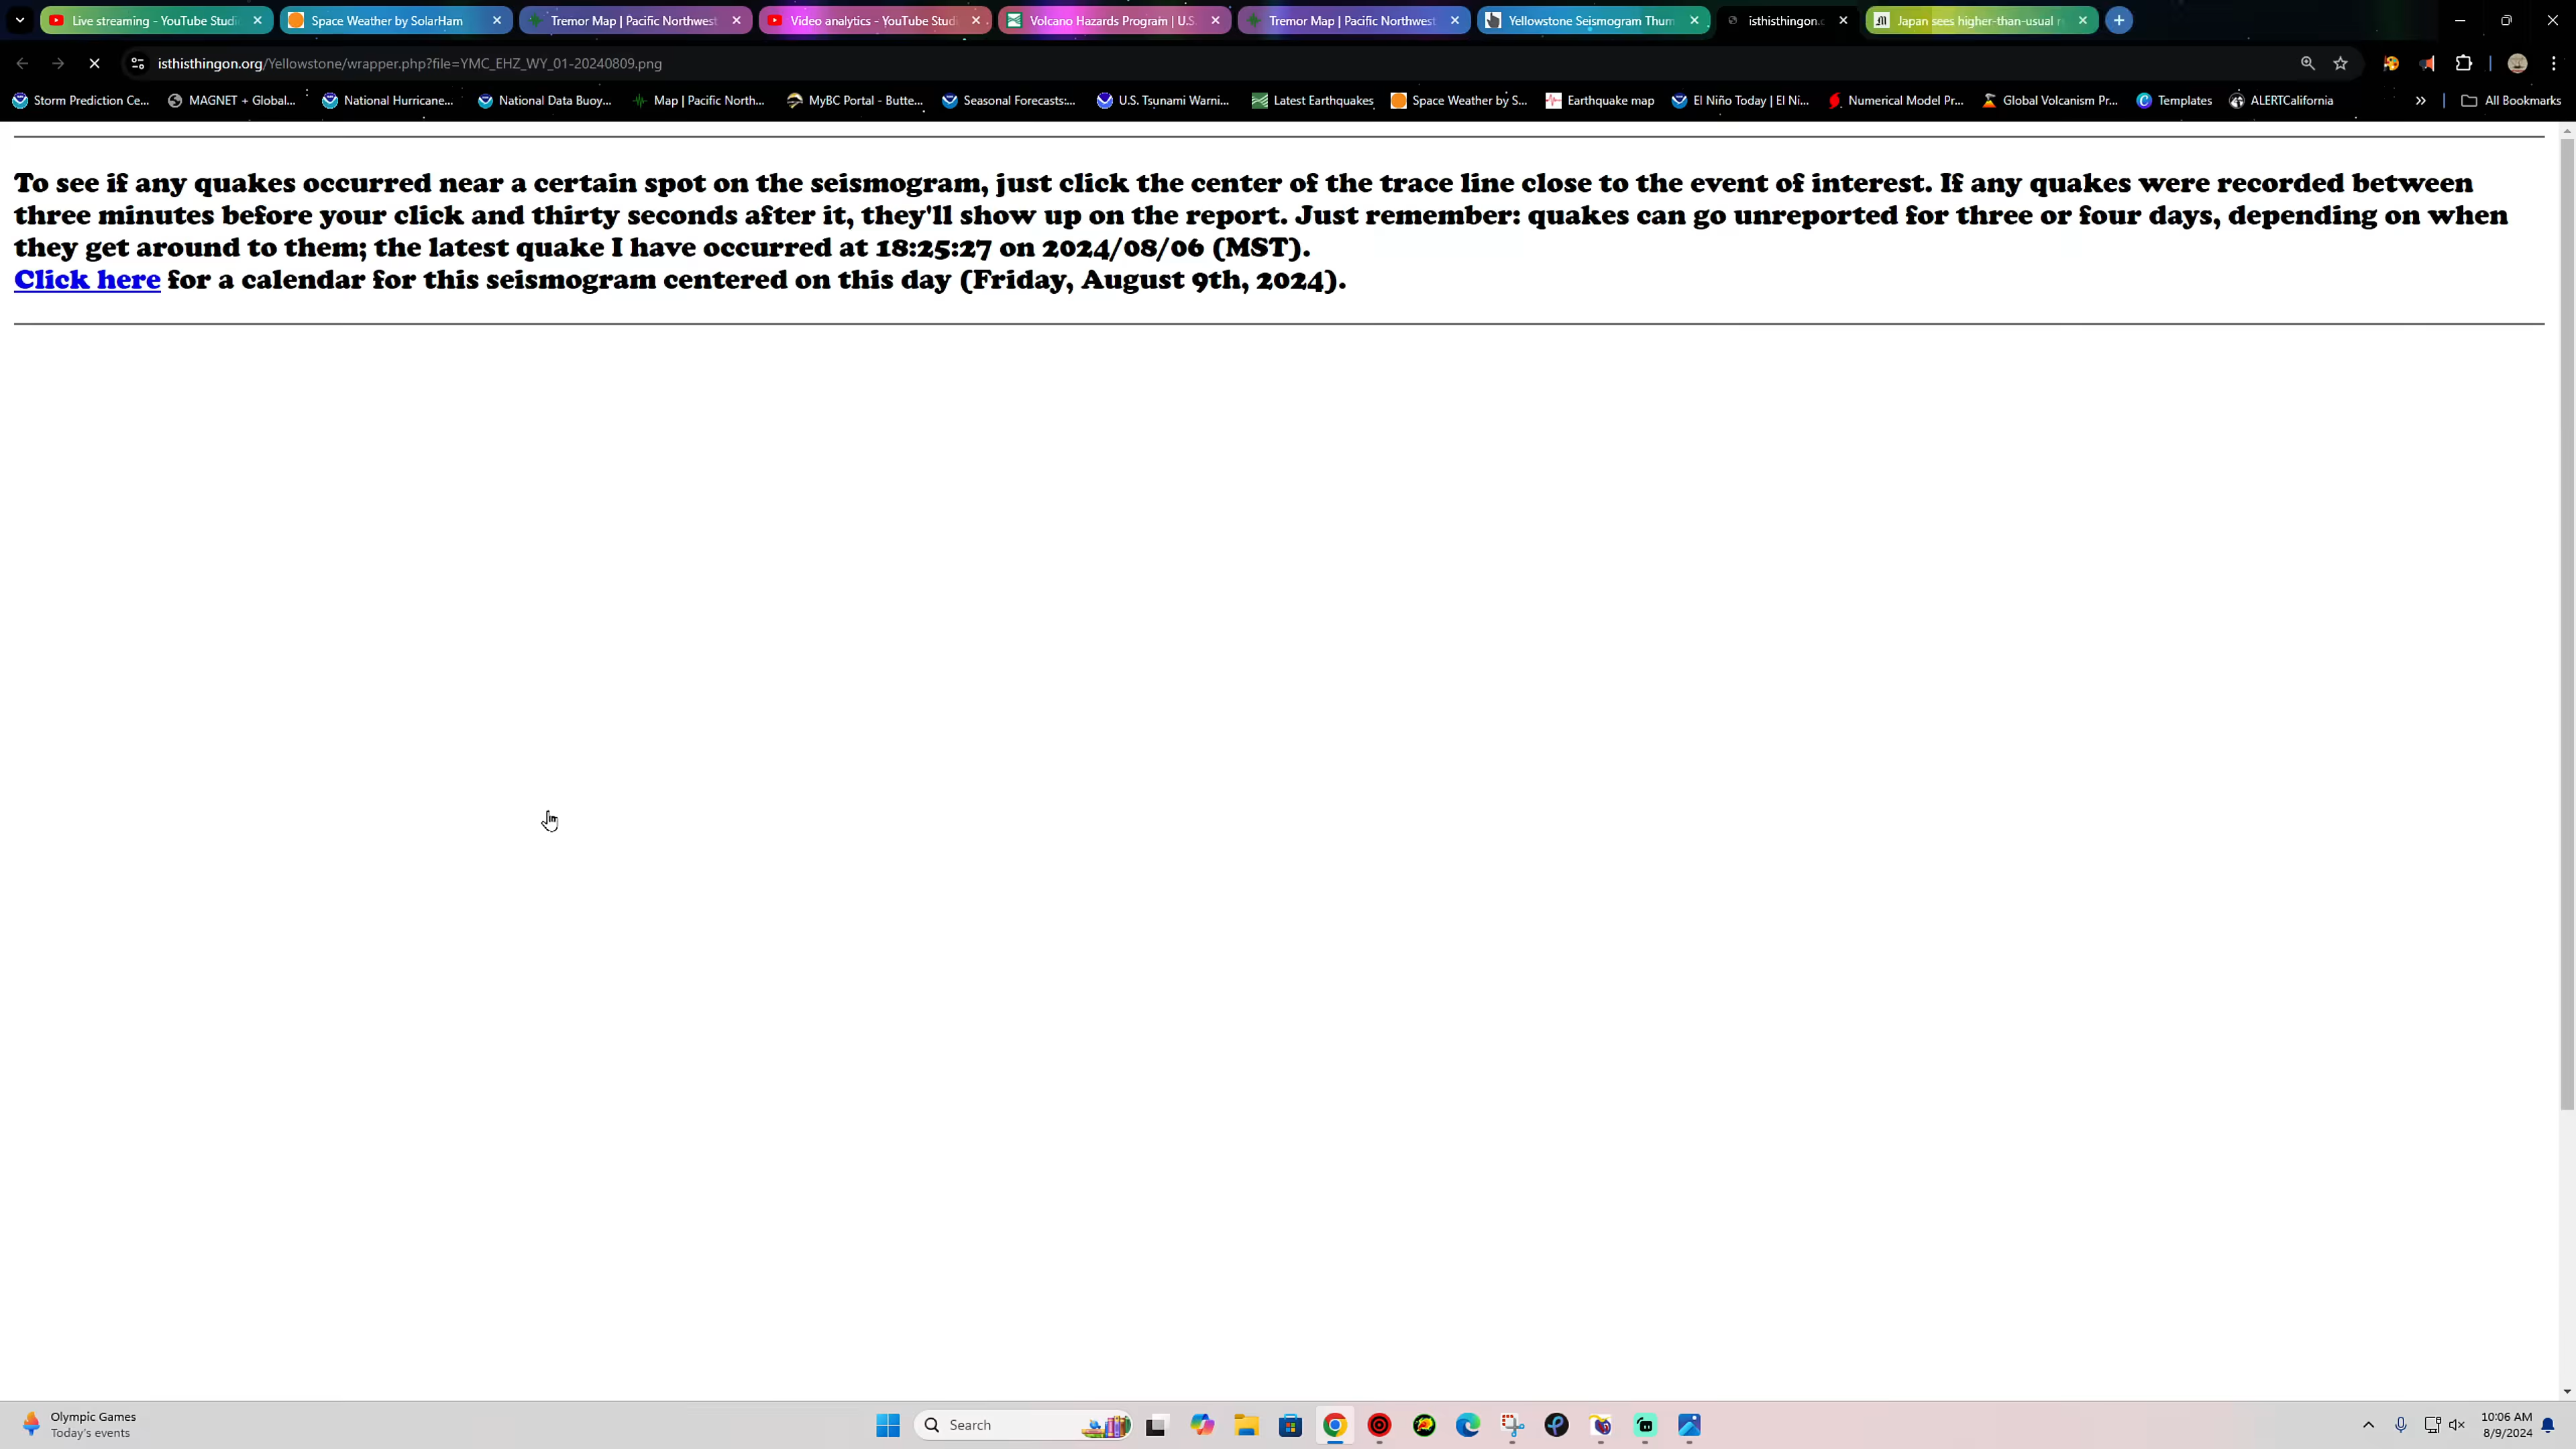 Live streaming - YouTube Studi
Space Weather by SolarHam
Tremor Map | Pacific Northwest
Video analytics - YouTube Studi
Volcano Hazards Program | U.S.
Tremor Map | Pacific Northwest
Yellowstone Seismogram Thum
isthisthingon.o
Japan sees higher-than-usual r
isthisthingon.org/Yellowstone/wrapper.php?file=YMC_EHZ_WY_01-20240809.png
Storm Prediction Ce...
MAGNET + Global...
National Hurricane...
National Data Buoy...
Map | Pacific North...
MyBC Portal - Butte...
Seasonal Forecasts:...
U.S. Tsunami Warni...
Latest Earthquakes
Space Weather by S...
Earthquake map
El Niño Today | El Ni...
Numerical Model Pr...
Global Volcanism Pr...
Templates
ALERTCalifornia
»
All Bookmarks
To see if any quakes occurred near a certain spot on the seismogram, just click the center of the trace line close to the event of interest. If any quakes were recorded between
three minutes before your click and thirty seconds after it, they'll show up on the report. Just remember: quakes can go unreported for three or four days, depending on when
they get around to them; the latest quake I have occurred at 18:25:27 on 2024/08/06 (MST).
Click here for a calendar for this seismogram centered on this day (Friday, August 9th, 2024).
Olympic Games
Today's events
Search
10:06 AM
8/9/2024